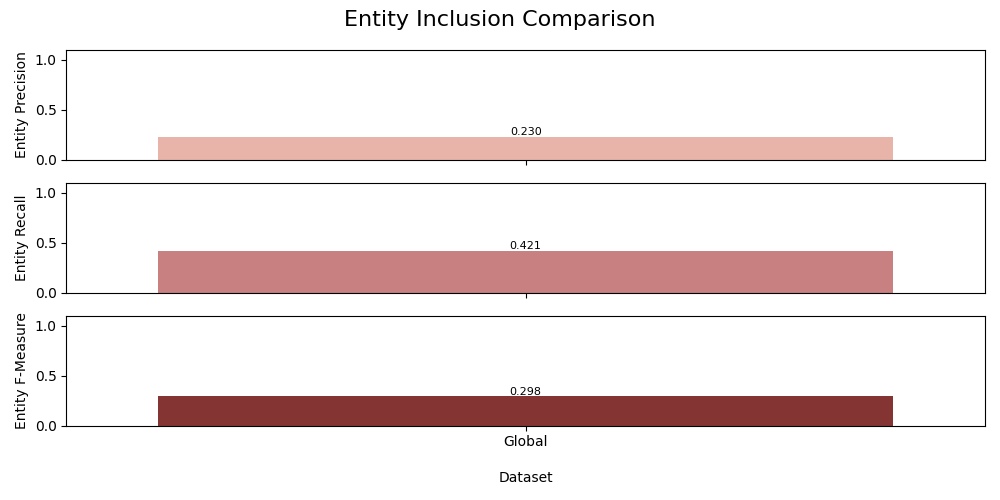 Entity Inclusion Comparison
Entity Precision
1.0
0.5
0.0
0.230
Entity Recall
1.0
0.5
0.0
0.421
Entity F-Measure
1.0
0.5
0.0
0.298
Global
Dataset